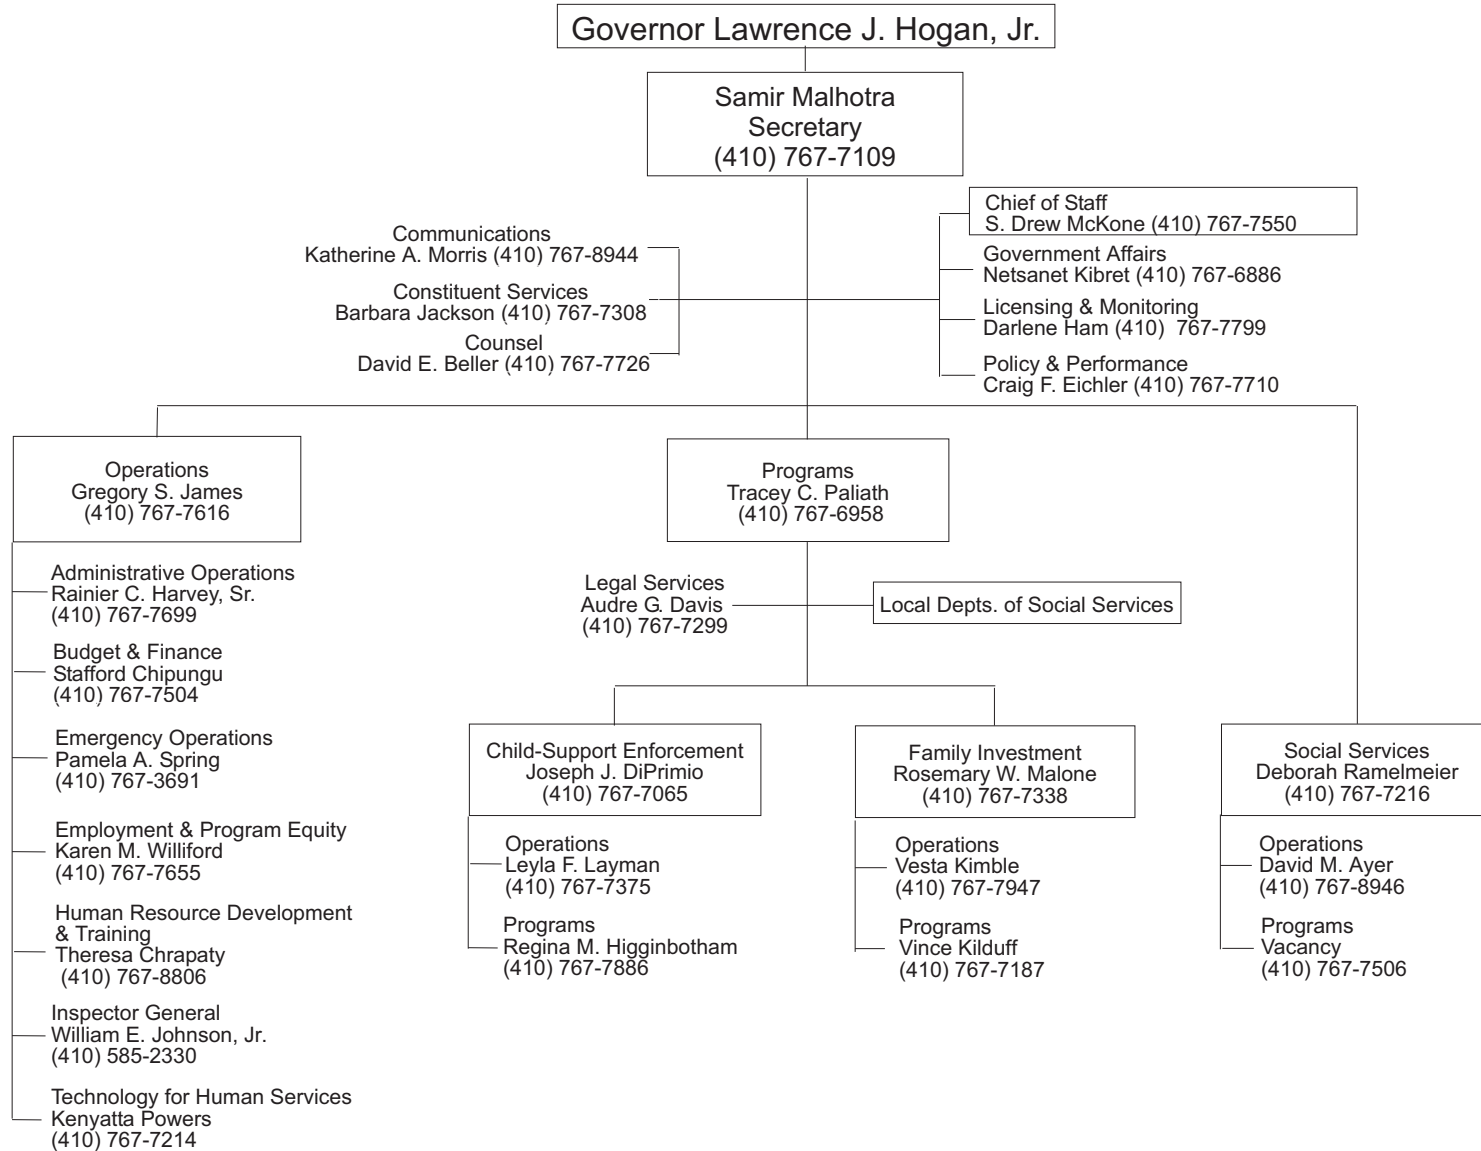 Governor Lawrence J. Hogan, Jr.
Samir Malhotra
Secretary
(410) 767-7109
Communications
Katherine A. Morris (410) 767-8944
Constituent Services
Barbara Jackson (410) 767-7308
Counsel
David E. Beller (410) 767-7726
Chief of Staff
S. Drew McKone (410) 767-7550
Government Affairs
Netsanet Kibret (410) 767-6886
Licensing & Monitoring
Darlene Ham (410)  767-7799
Policy & Performance
Craig F. Eichler (410) 767-7710
Operations
Gregory S. James
(410) 767-7616
Administrative Operations
Rainier C. Harvey, Sr.
(410) 767-7699
Budget & Finance
Stafford Chipungu
(410) 767-7504
Emergency Operations
Pamela A. Spring
(410) 767-3691
Employment & Program Equity
Karen M. Williford
(410) 767-7655
Human Resource Development
& Training
Theresa Chrapaty
(410) 767-8806
Inspector General
William E. Johnson, Jr.
(410) 585-2330
Technology for Human Services
Kenyatta Powers
(410) 767-7214
Programs
Tracey C. Paliath
(410) 767-6958
Legal Services
Audre G. Davis
(410) 767-7299
Local Depts. of Social Services
Child-Support Enforcement
Joseph J. DiPrimio
(410) 767-7065
Operations
Leyla F. Layman
(410) 767-7375
Programs
Regina M. Higginbotham
(410) 767-7886
Family Investment
Rosemary W. Malone
(410) 767-7338
Operations
Vesta Kimble
(410) 767-7947
Programs
Vince Kilduff
(410) 767-7187
Social Services
Deborah Ramelmeier
(410) 767-7216
Operations
David M. Ayer
(410) 767-8946
Programs
Vacancy
(410) 767-7506